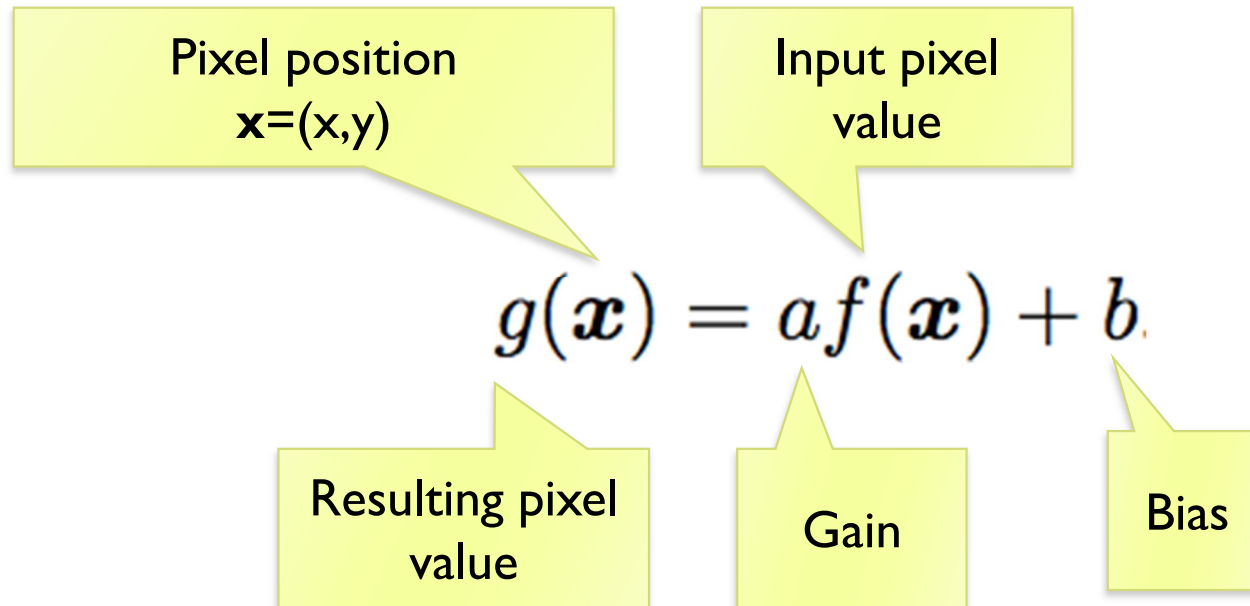 Pixel position
x=(x,y)
Input pixel
value
g(x) = af(x) + b.
Resulting pixel
value
Gain
Bias